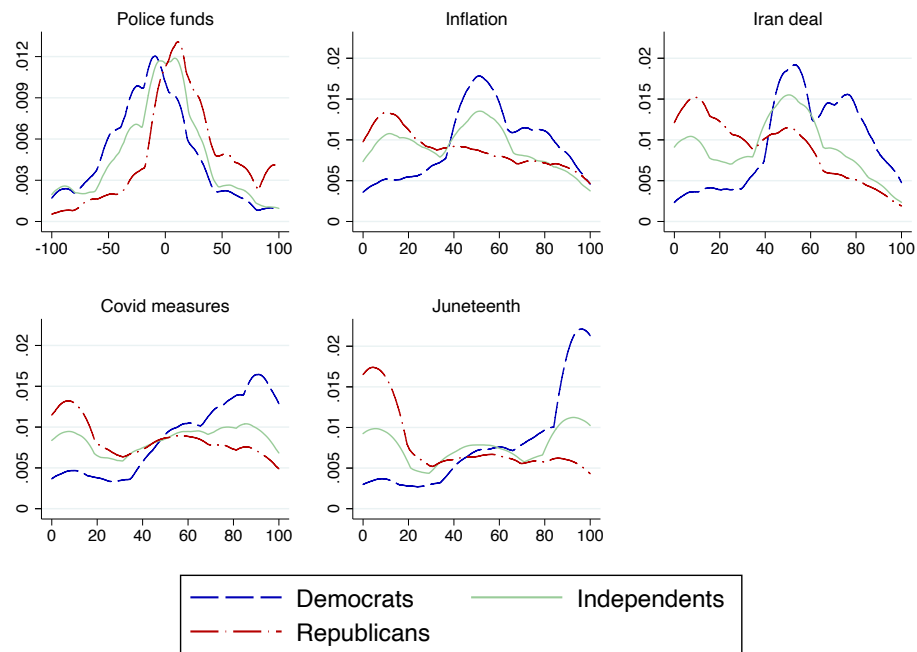 Police funds
.012
.009
.006
.003
0
-100 -50 0 50 100
Inflation
.02
.015
.01
.005
0
0 20 40 60 80 100
Iran deal
.02
.015
.01
.005
0
0 20 40 60 80 100
Covid measures
.02
.015
.01
.005
0
0 20 40 60 80 100
Juneteenth
.02
.015
.01
.005
0
0 20 40 60 80 100
Democrats Independents
Republicans